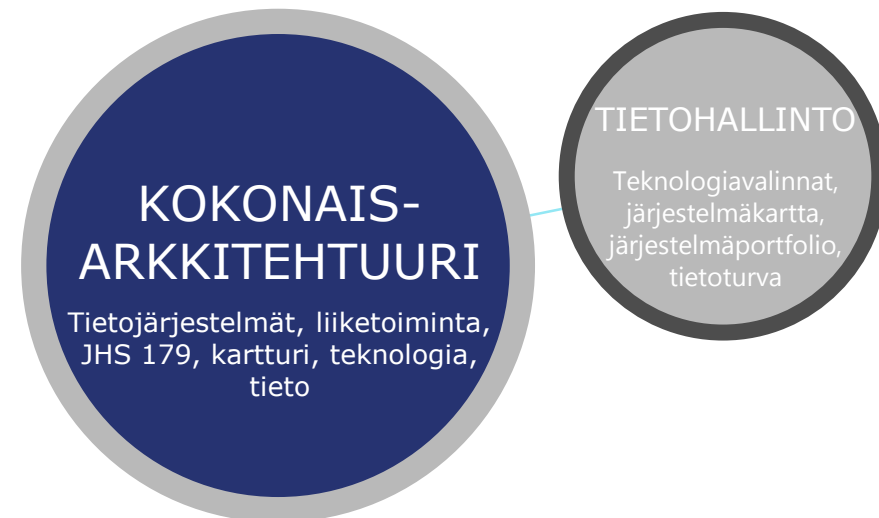 KOKONAIS-
ARKKITEHTUURI
Tietojärjestelmät, liiketoiminta,
JHS 179, kartturi, teknologia,
tieto
TIETOHALLINTO
Teknologiavalinnat,
järjestelmäkartta,
järjestelmäportfolio,
tietoturva